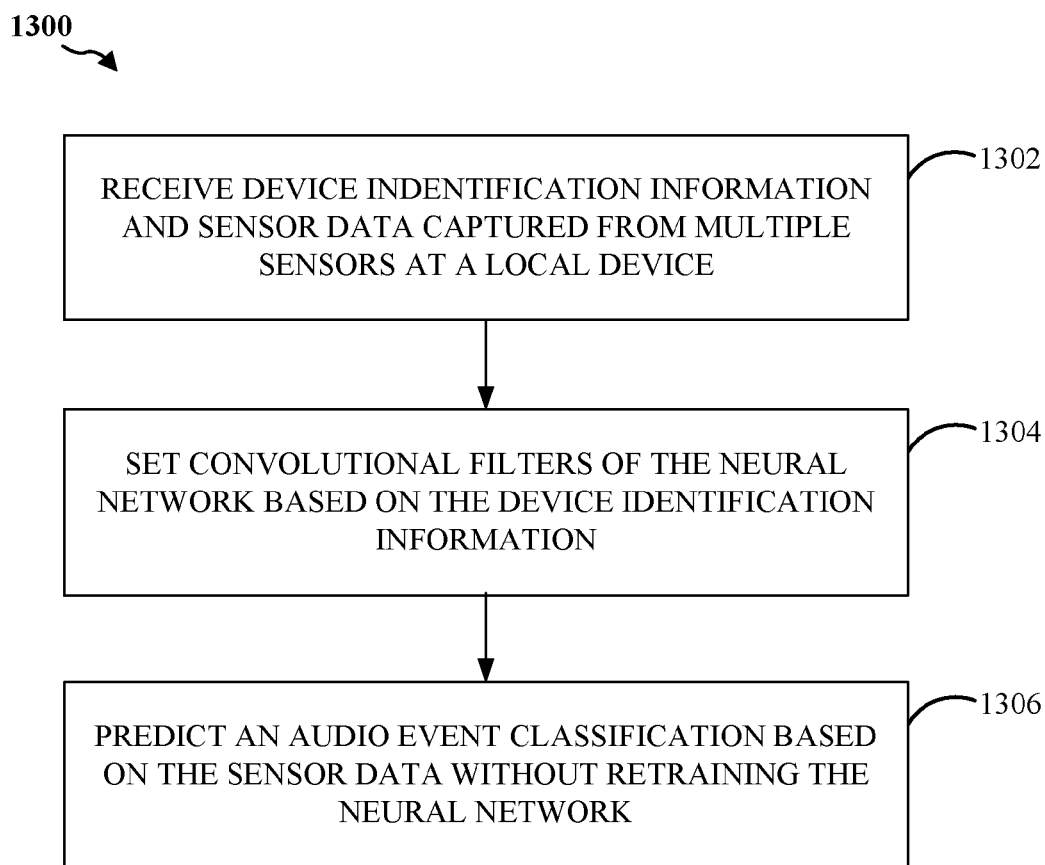 1300
RECEIVE DEVICE INDENTIFICATION INFORMATION
AND SENSOR DATA CAPTURED FROM MULTIPLE
SENSORS AT A LOCAL DEVICE
1302
SET CONVOLUTIONAL FILTERS OF THE NEURAL
NETWORK BASED ON THE DEVICE IDENTIFICATION
INFORMATION
1304
PREDICT AN AUDIO EVENT CLASSIFICATION BASED
ON THE SENSOR DATA WITHOUT RETRAINING THE
NEURAL NETWORK
1306